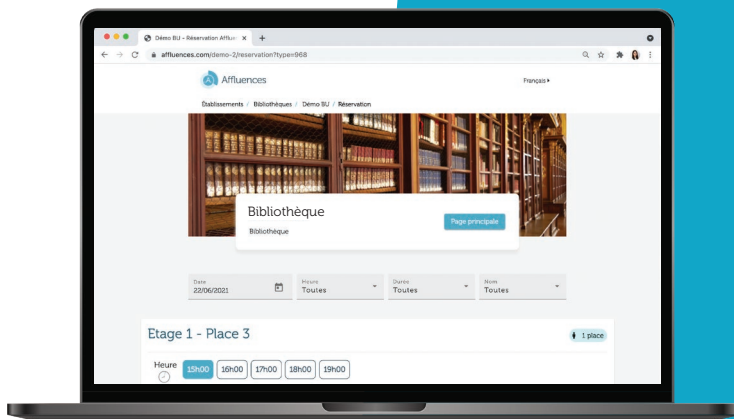 Démo BU - Réservation Affluen
affluences.com/demo-2/reservation?type=968
Affluences
Français
Établissements / Bibliothèques / Démo BU / Réservation
Bibliothèque
Bibliothèque
Page principale
Date
22/06/2021
Heure
Toutes
Durée
Toutes
Nom
Toutes
Etage 1 - Place 3
1 place
Heure
15h00 16h00 17h00 18h00 19h00